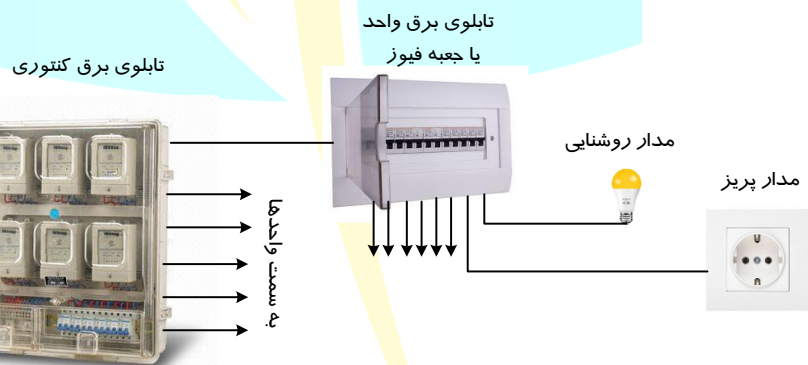 تابلوی برق واحد
یا جعبه فیوز
تابلوی برق کنتوری
مدار روشنایی
مدار پریز
به سمت واحدها